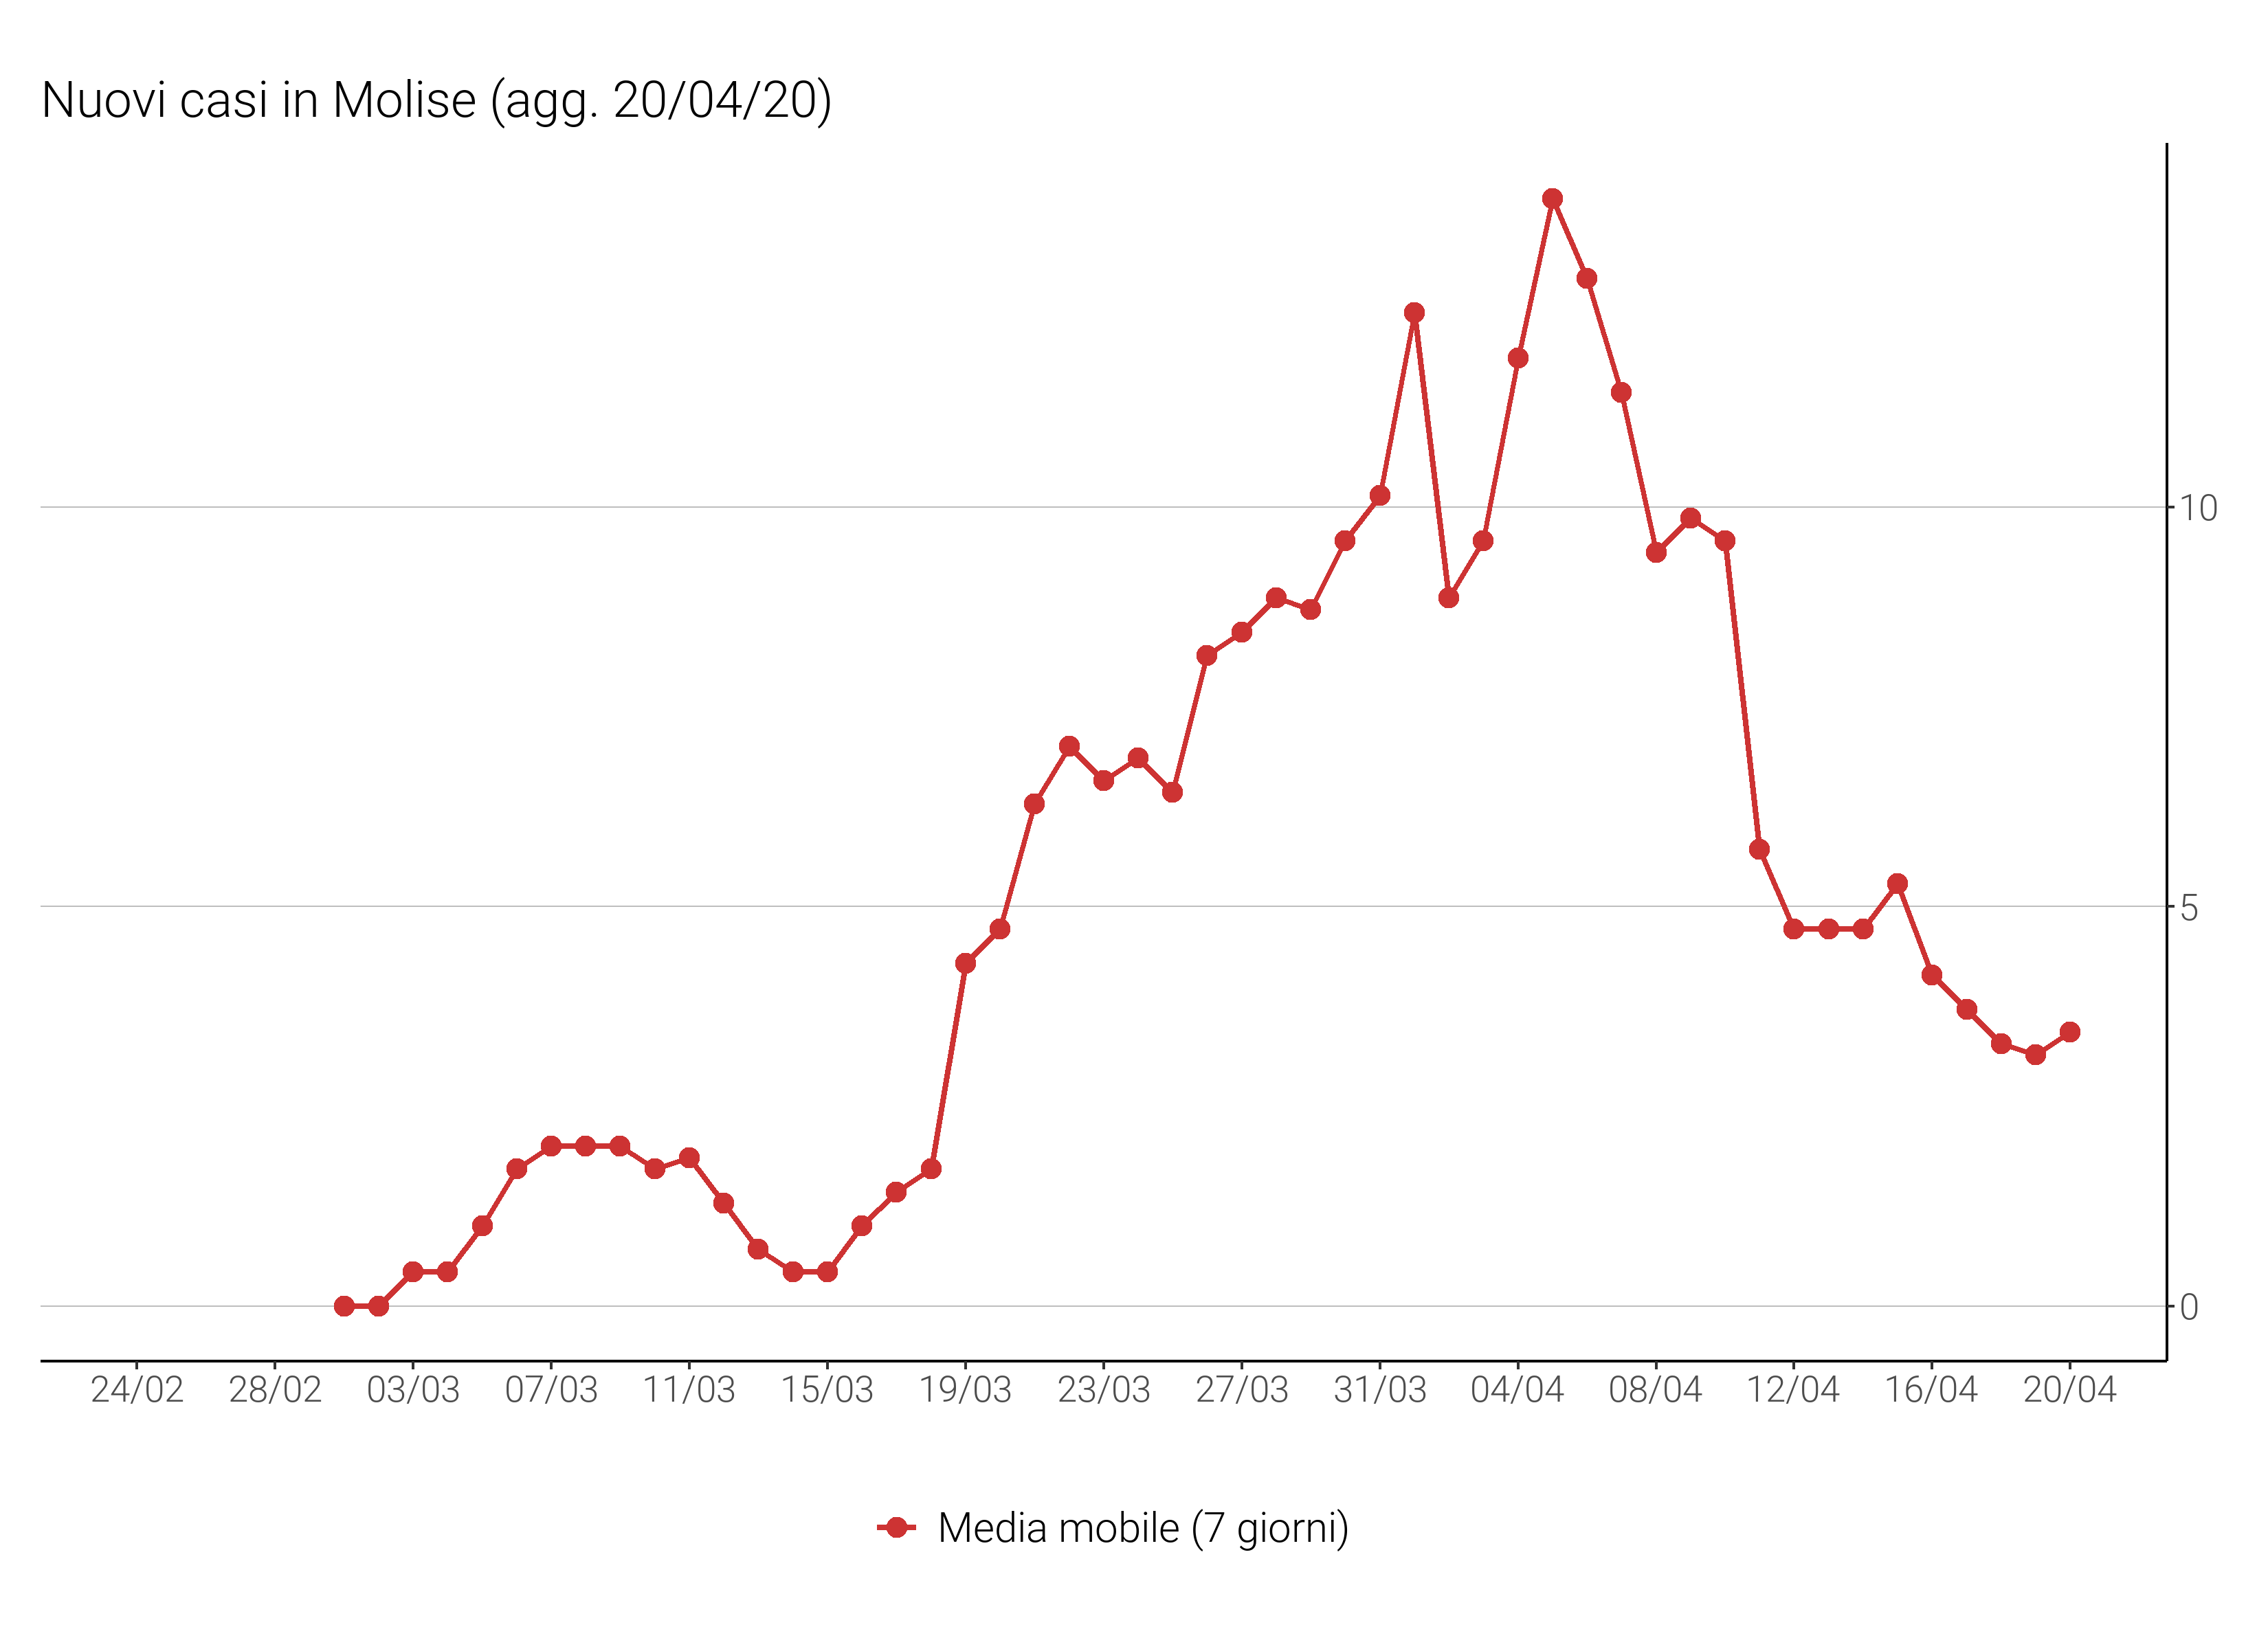 Nuovi casi in Molise (agg. 20/04/20)
10
5
0
24/02 28/02 03/03 07/03 11/03 15/03 19/03 23/03 27/03 31/03 04/04 08/04 12/04 16/04 20/04
Media mobile (7 giorni)